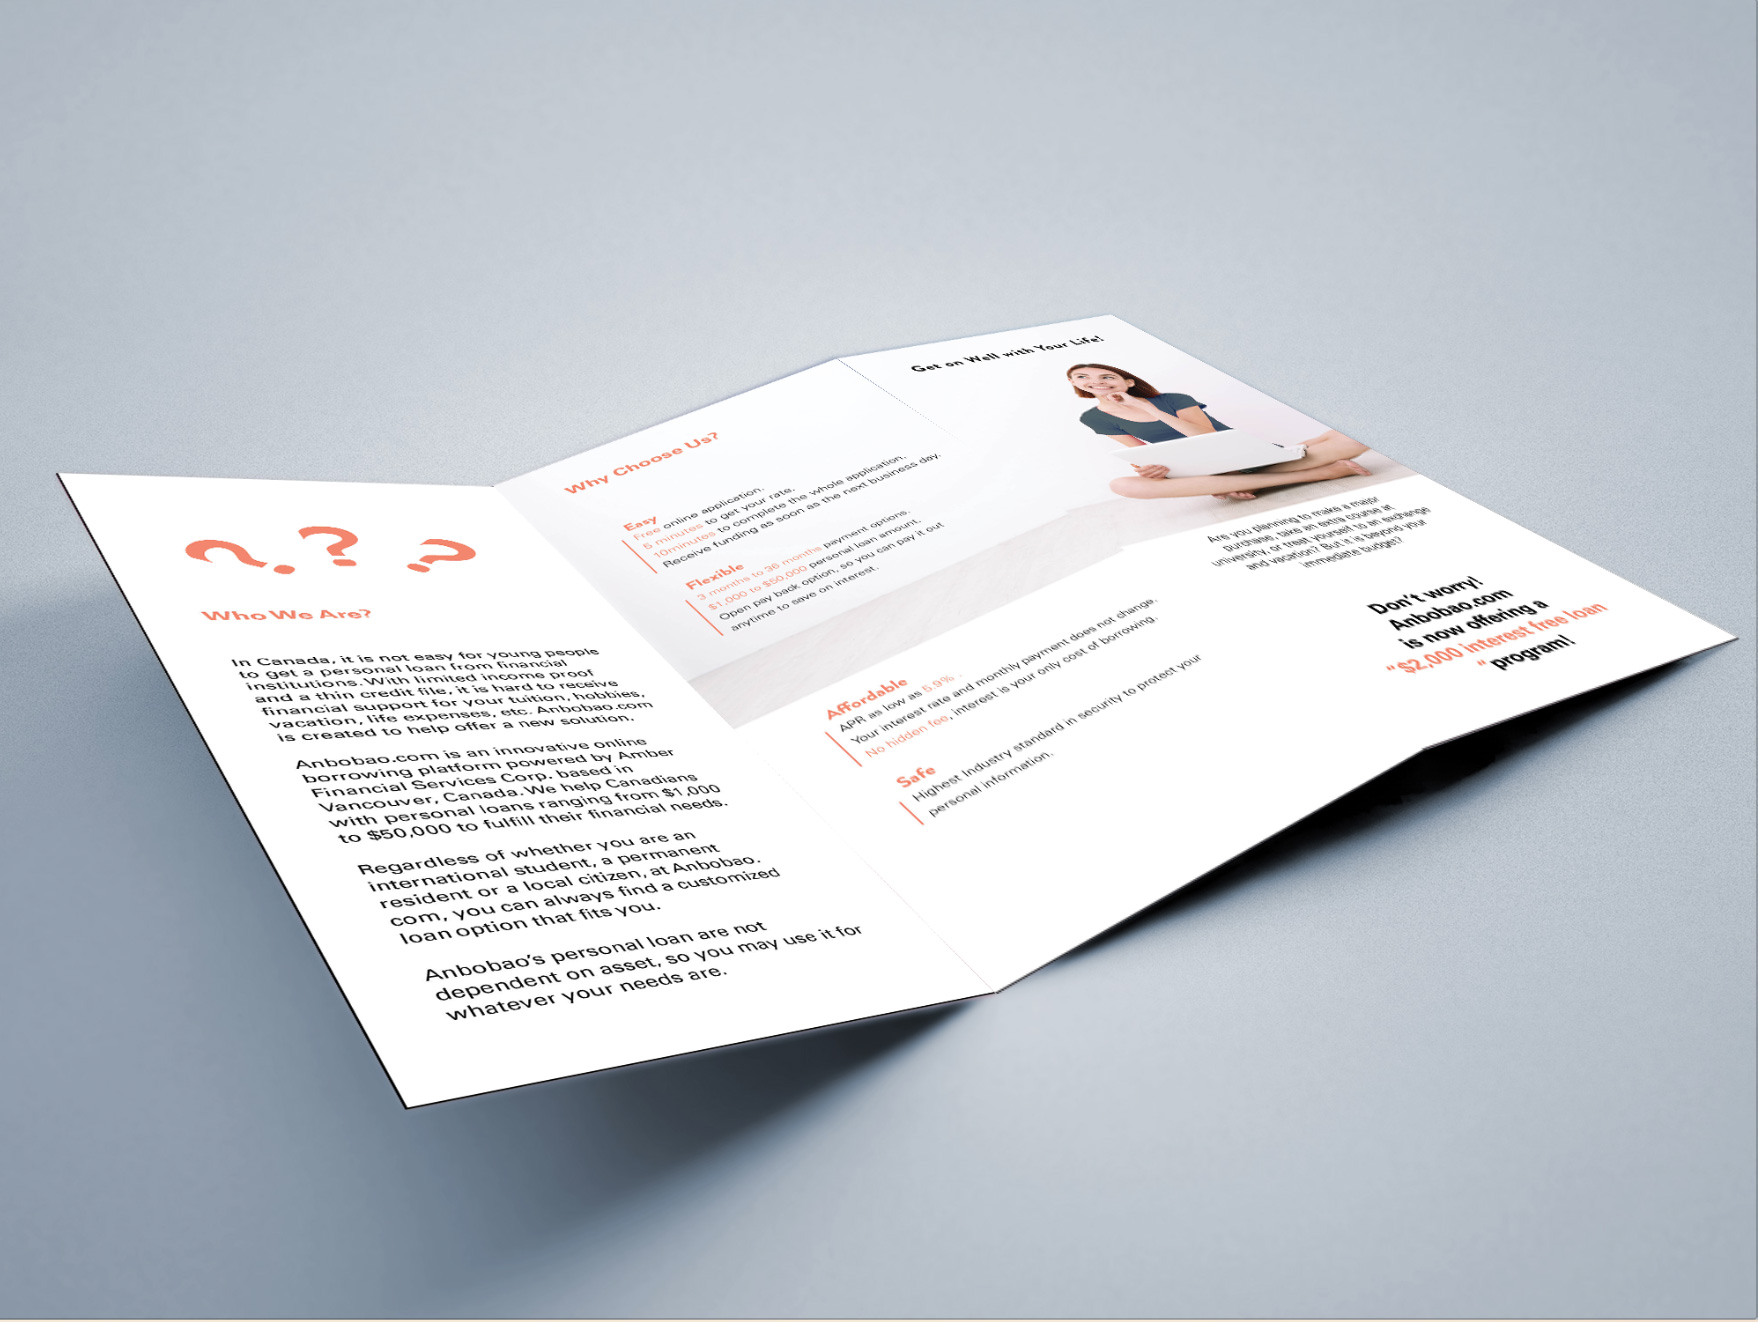 ? ? ?
Who We Are?
In Canada, it is not easy for young people
to get a personal loan from financial
institutions. With limited income proof
and a thin credit file, it is hard to receive
financial support for your tuition, hobbies,
vacation, life expenses, etc. Anbobao.com
is created to help offer a new solution.
Anbobao.com is an innovative online
borrowing platform powered by Amber
Financial Services Corp. based in
Vancouver, Canada. We help Canadians
with personal loans ranging from $1,000
to $50,000 to fulfill their financial needs.
Regardless of whether you are an
international student, a permanent
resident or a local citizen, at Anbobao.
com, you can always find a customized
loan option that fits you.
Anbobao's personal loan are not
dependent on asset, so you may use it for
whatever your needs are.
Why Choose Us?
Easy
Free online application.
5 minutes to get your rate,
10minutes to complete the whole application.
Receive funding as soon as the next business day.
Flexible
3 months to 36 months payment options.
$1,000 to $50,000 personal loan amount.
Open pay back option, so you can pay it out
anytime to save on interest.
Affordable
APR as low as 5.9% .
Your interest rate and monthly payment does not change.
No hidden fee, interest is your only cost of borrowing.
Safe
Highest Industry standard in security to protect your
personal information.
Get on Well with Your Life!
Are you planning to make a major
purchase, take an extra course at
university, or treat yourself to an exchange
and vacation? But it is beyond your
immediate budget?
Don't worry!
Anbobao.com
is now offering a
"$2,000 interest free loan
" program!